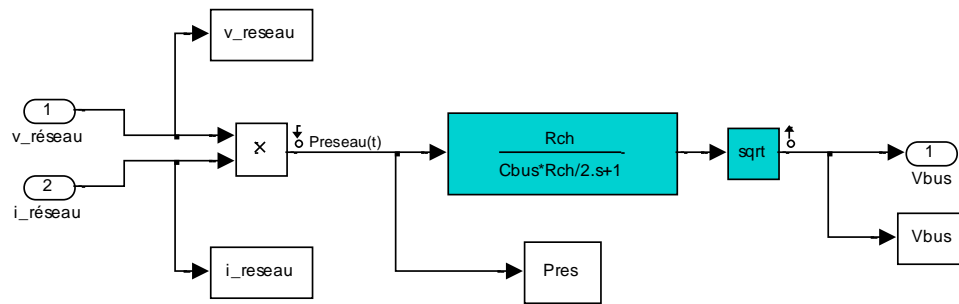 v_reseau
1
v_réseau
2
i_réseau
×
Preseau(t)
Rch
Cbus*Rch/2.s+1
sqrt
1
Vbus
Vbus
i_reseau
Pres